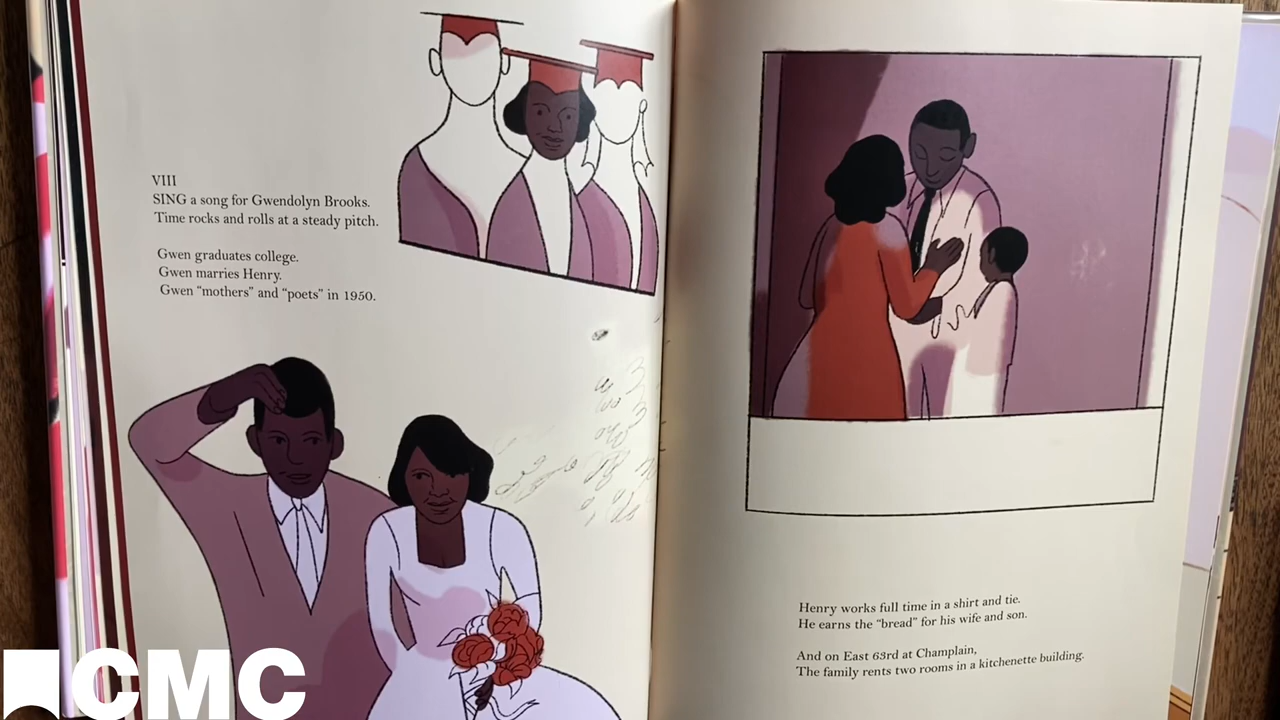 VIII
SING a song for Gwendolyn Brooks.
Time rocks and rolls at a steady pitch.
Gwen graduates college.
Gwen marries Henry.
Gwen “mothers” and “poets” in 1950.
Henry works full time in a shirt and tie.
He earns the “bread” for his wife and son.
And on East 63rd at Champlain,
The family rents two rooms in a kitchenette building.
CMC